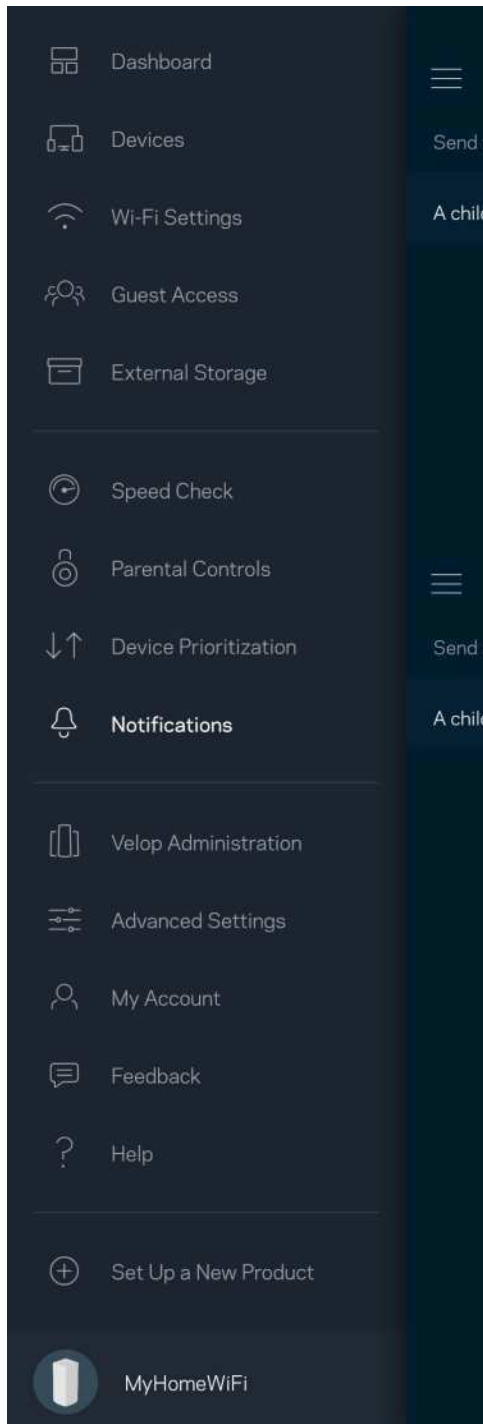 Dashboard
Devices
Wi-Fi Settings
Guest Access
External Storage
Speed Check
Parental Controls
Device Prioritization
Notifications
Velop Administration
Advanced Settings
My Account
Feedback
Help
Set Up a New Product
MyHomeWiFi
Send
A
Send
A